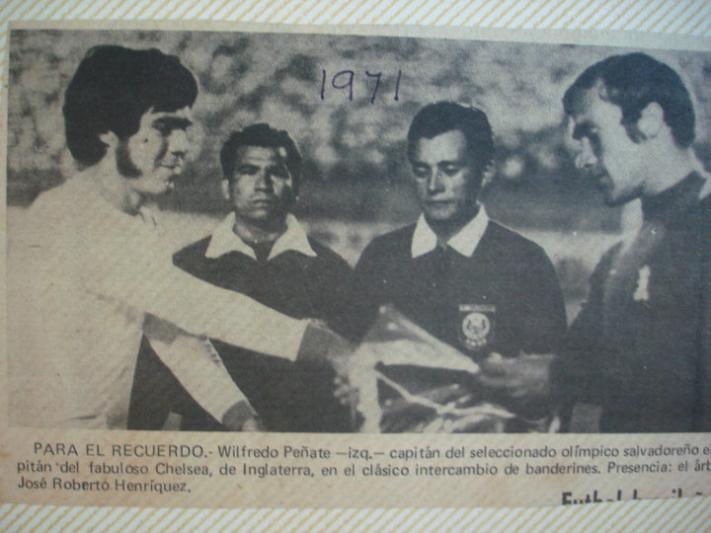 1971
PARA EL RECUERDO.- Wilfredo Peñate —izq.— capitán del seleccionado olímpico salvadoreño
pitán del fabuloso Chelsea, de Inglaterra, en el clásico intercambio de banderines. Presencia: el
José Roberto Henríquez.